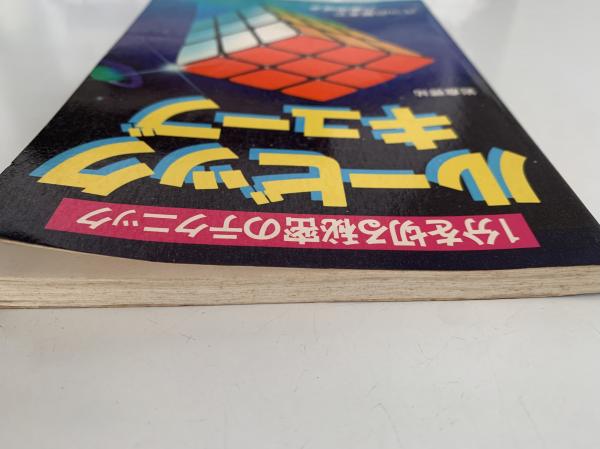 1分を切る秘密のテクニック
ルービック
キューブ